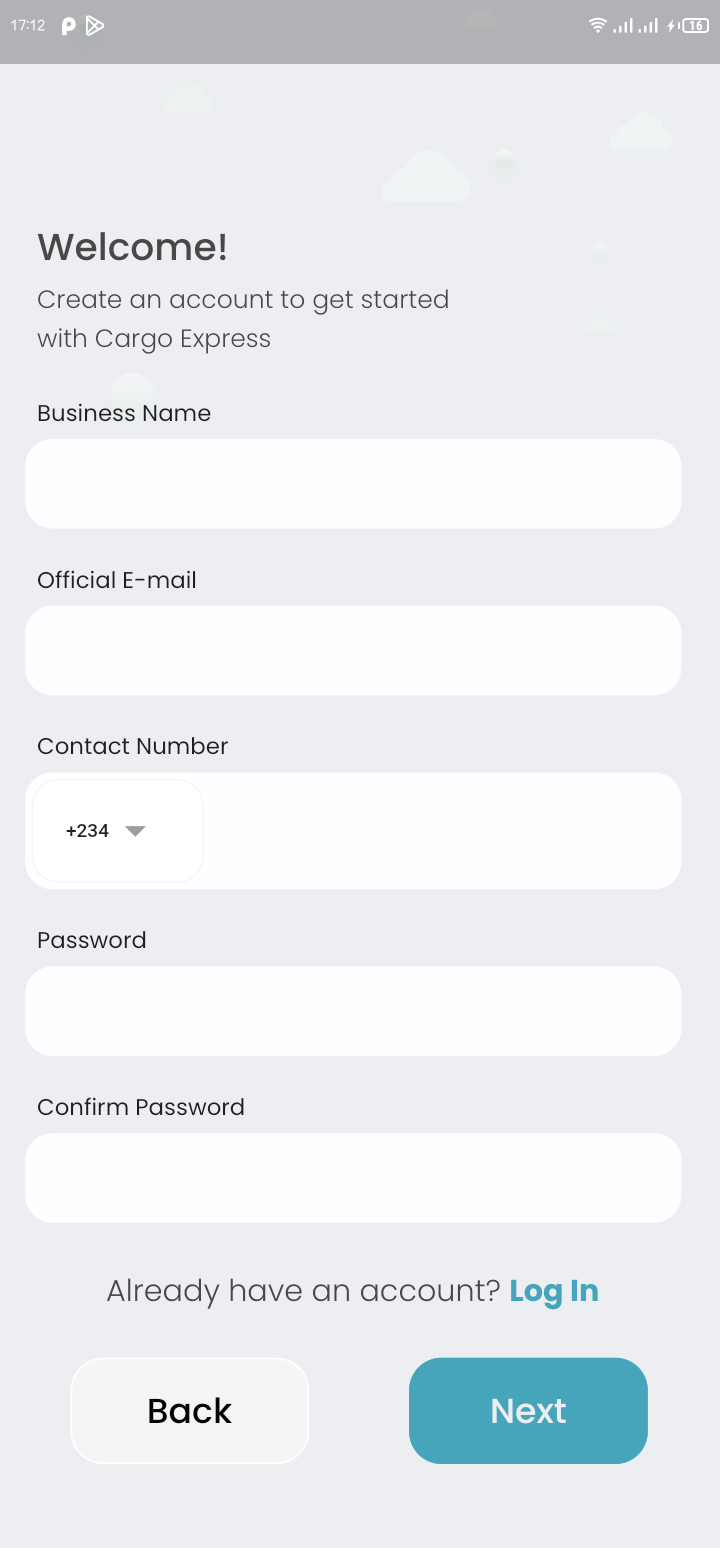 17:12
16
Welcome!
Create an account to get started
with Cargo Express
Business Name
Official E-mail
Contact Number
+234
Password
Confirm Password
Already have an account? Log In
Back
Next